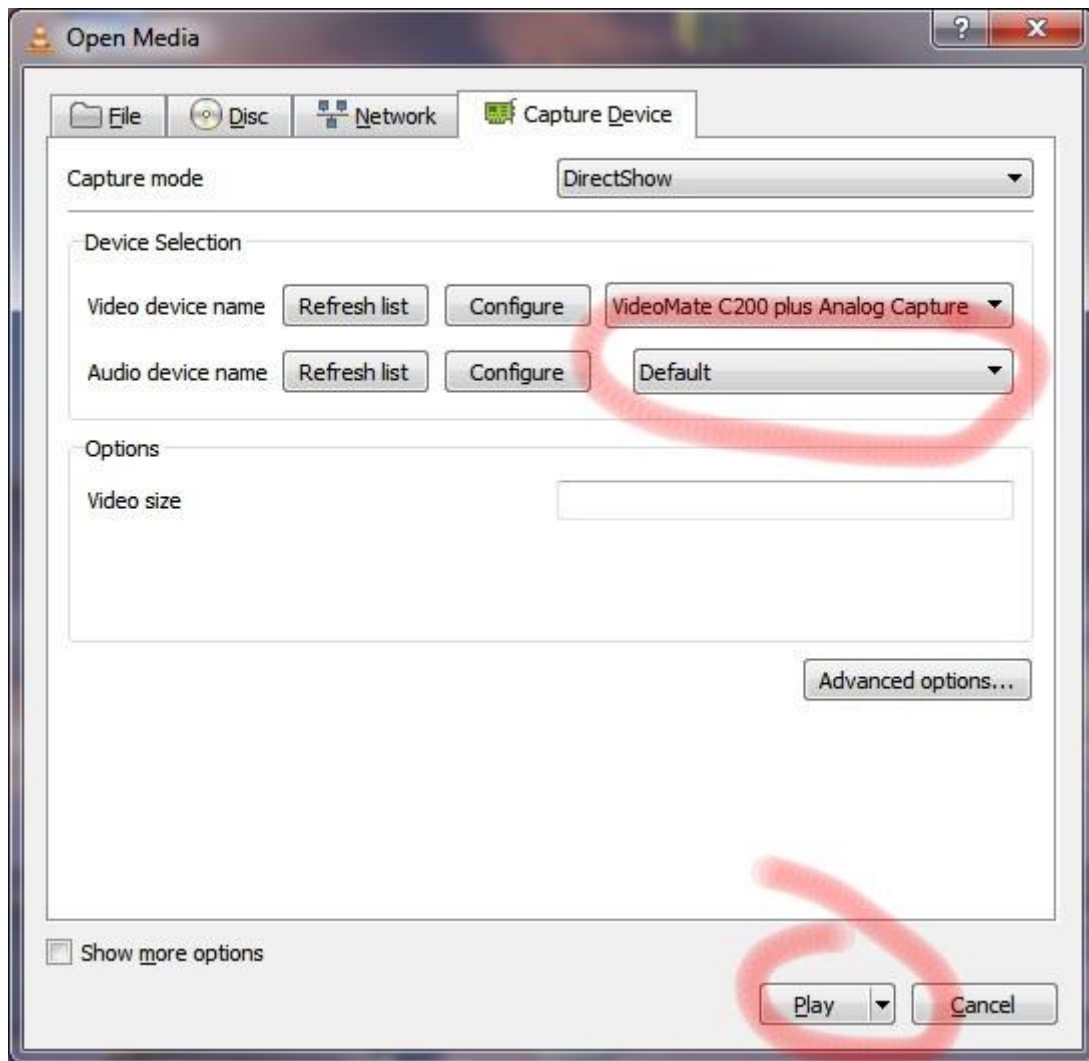 Open Media
? X
File Disc Network Capture Device
Capture mode DirectShow
Device Selection
Video device name Refresh list Configure VideoMate C200 plus Analog Capture
Audio device name Refresh list Configure Default
Options
Video size
Advanced options...
Show more options
Play Cancel